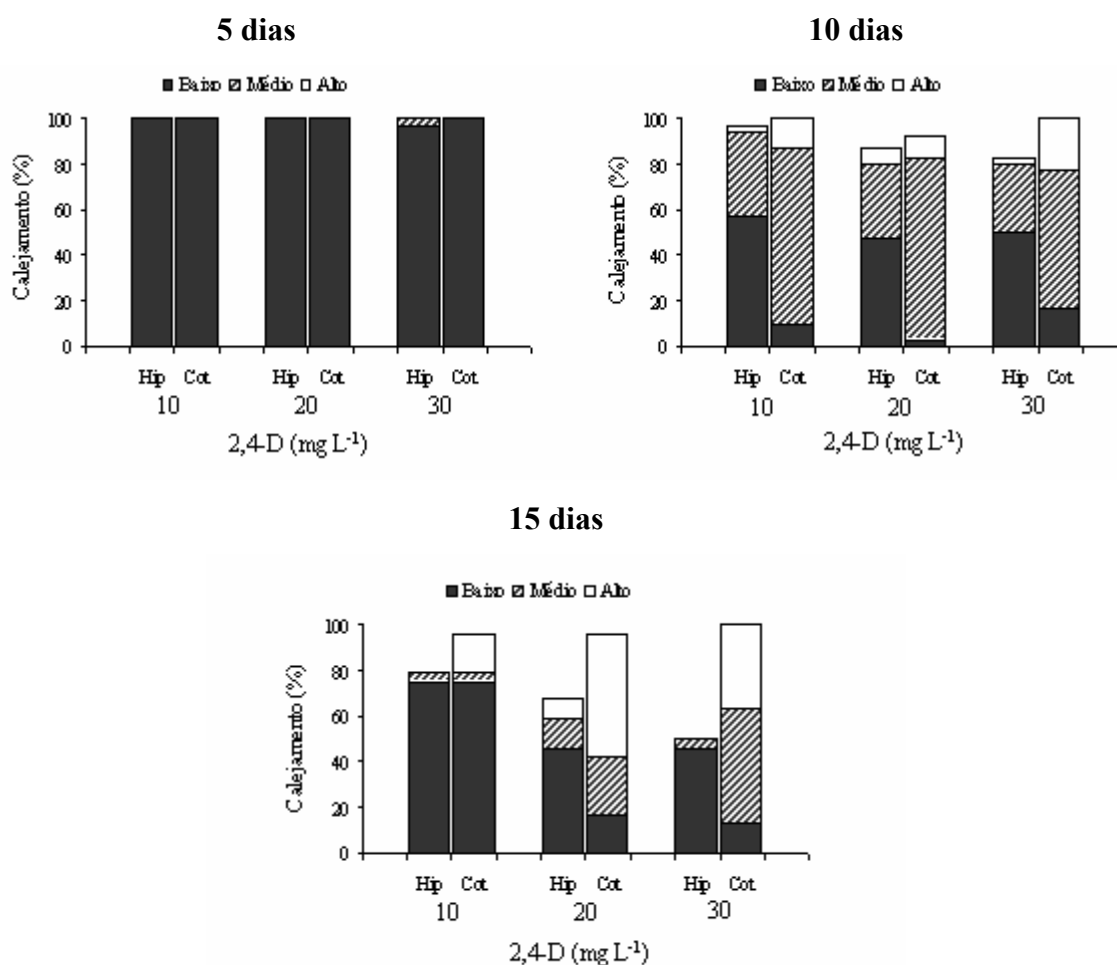 5 dias
10 dias
■ Baixo ▨ Médio □ Alto
■ Baixo ▨ Médio □ Alto
Calejamento (%)
100
80
60
40
20
0
Hip Cot. Hip Cot. Hip Cot.
10 20 30
2,4-D (mg L⁻¹)
Calejamento (%)
100
80
60
40
20
0
Hip Cot. Hip Cot. Hip Cot.
10 20 30
2,4-D (mg L⁻¹)
15 dias
■ Baixo ▨ Médio □ Alto
Calejamento (%)
100
80
60
40
20
0
Hip Cot. Hip Cot. Hip Cot.
10 20 30
2,4-D (mg L⁻¹)